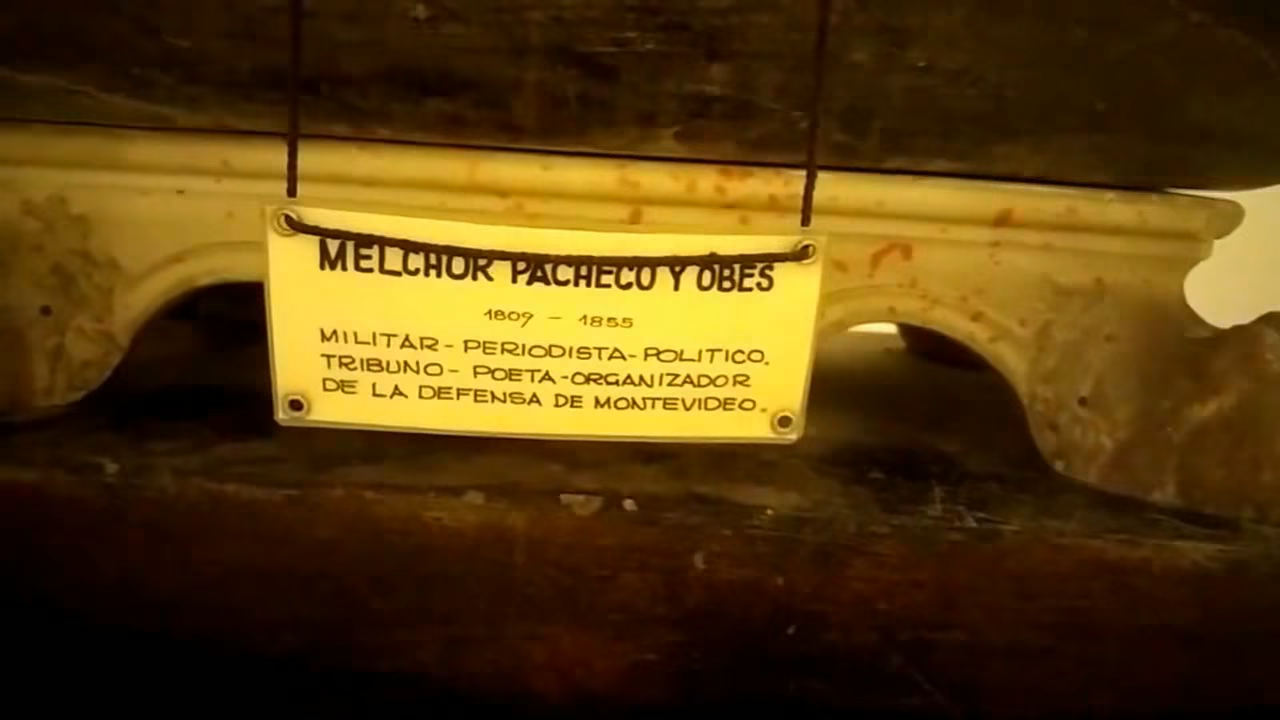 MELCHOR PACHECO Y OBES
1809 - 1855
MILITAR - PERIODISTA - POLITICO.
TRIBUNO - POETA - ORGANIZADOR
DE LA DEFENSA DE MONTEVIDEO.